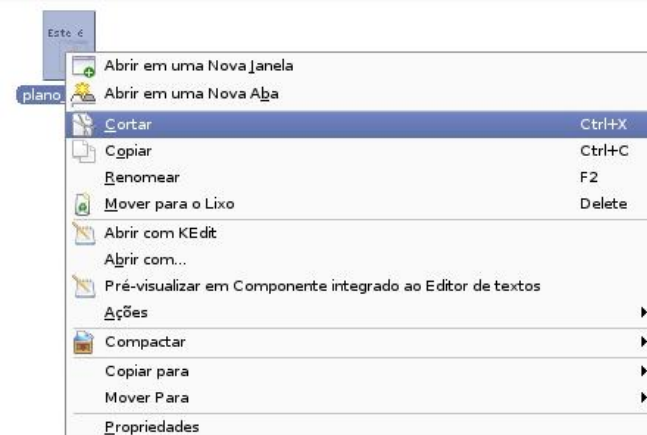 Este é
plano_
Abrir em uma Nova Janela
Abrir em uma Nova Aba
Cortar Ctrl+X
Copiar Ctrl+C
Renomear F2
Mover para o Lixo Delete
Abrir com KEdit
Abrir com...
Pré-visualizar em Componente integrado ao Editor de textos
Ações
Compactar
Copiar para
Mover Para
Propriedades